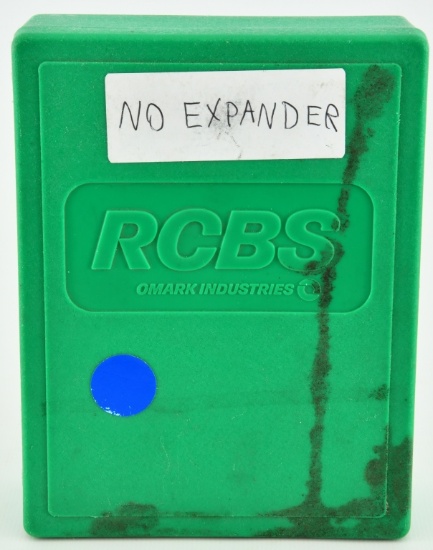 NO EXPANDER
RCBS
OMARK INDUSTRIES